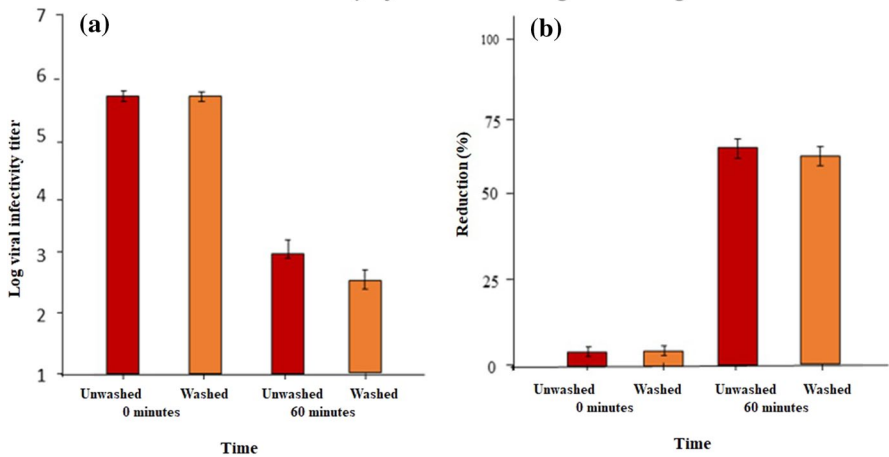 (a)
7
6
5
4
3
2
1
Log viral infectivity titer
Unwashed Washed Unwashed Washed
0 minutes 60 minutes
Time
(b)
100
75
50
25
0
Reduction (%)
Unwashed Washed Unwashed Washed
0 minutes 60 minutes
Time